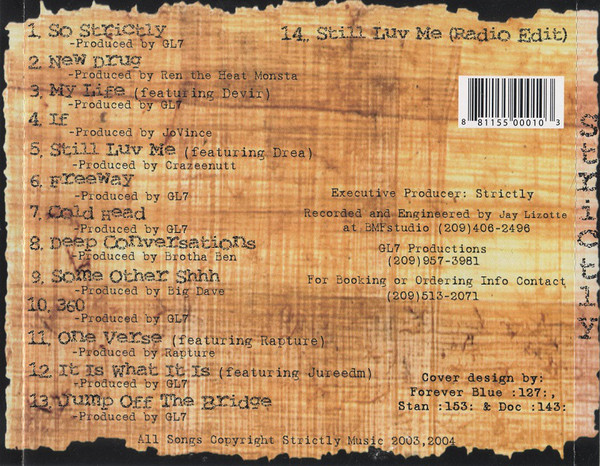 1. So Strictly
-Produced by GL7
2. New Drug
-Produced by Ren the Heat Monsta
3. My Life (featuring Devir)
-Produced by GL7
4. If
-Produced by JoVince
5. Still Luv Me (featuring Drea)
-Produced by Crazeenutt
6. Freeway
-Produced by GL7
7. Cold Head
-Produced by GL7
8. Deep Conversations
-Produced by Brotha Ben
9. Some Other Shhh
-Produced by Big Dave
10. 360
-Produced by GL7
11. One Verse (featuring Rapture)
-Produced by Rapture
12. It Is What It Is (featuring Jureedm)
13. Jump Off The Bridge
-Produced by GL7
14. Still Luv Me (Radio Edit)
8 81155 00010 3
Executive Producer: Strictly
Recorded and Engineered by Jay Lizotte
at BMFstudio (209)406-2496
GL7 Productions
(209)957-3981
For Booking or Ordering Info Contact
(209)513-2071
Cover design by:
Forever Blue :127:,
Stan :153: & Doc :143:
All Songs Copyright Strictly Music 2003,2004